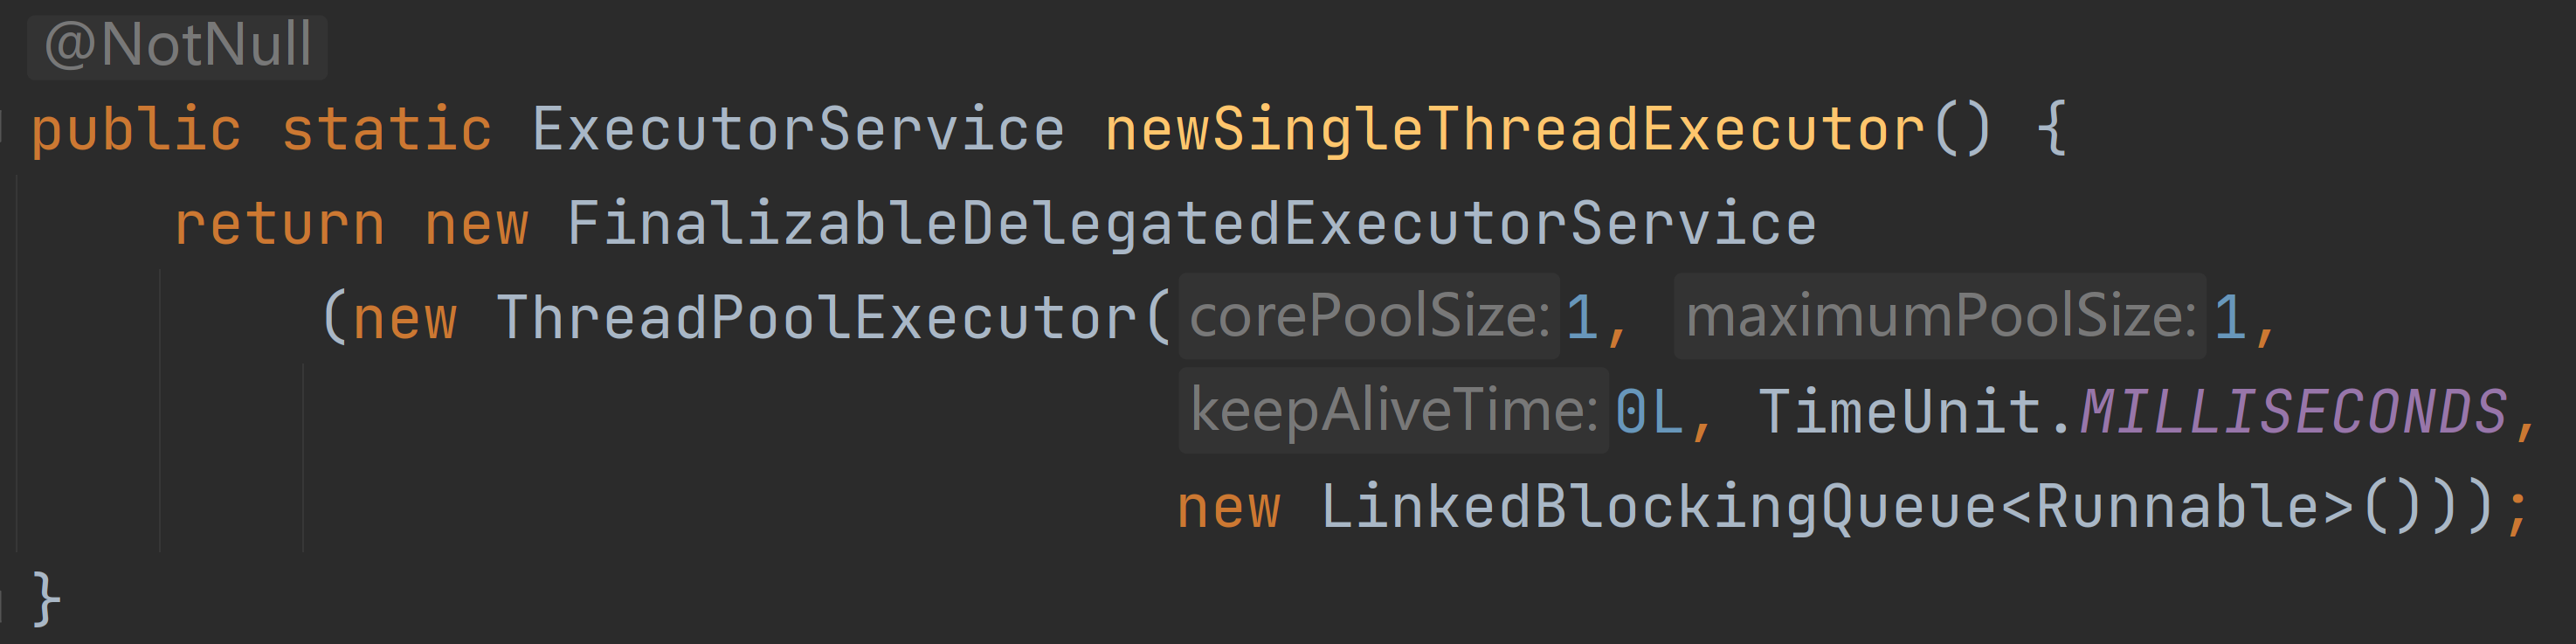 @NotNull
public static ExecutorService newSingleThreadExecutor() {
return new FinalizableDelegatedExecutorService
(new ThreadPoolExecutor( corePoolSize: 1, maximumPoolSize: 1,
keepAliveTime: 0L, TimeUnit.MILLISECONDS,
new LinkedBlockingQueue<Runnable>()));
}